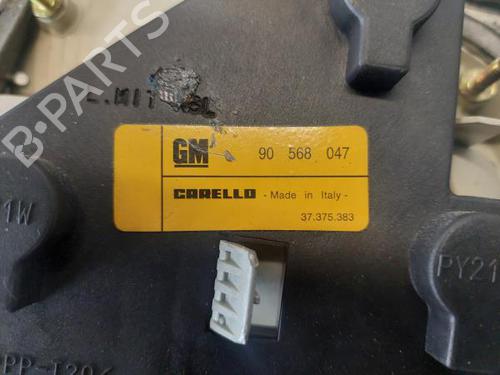 B-PARTS
GM 90 568 047
CARELLO - Made in Italy -
37.375.383
1W
PY21